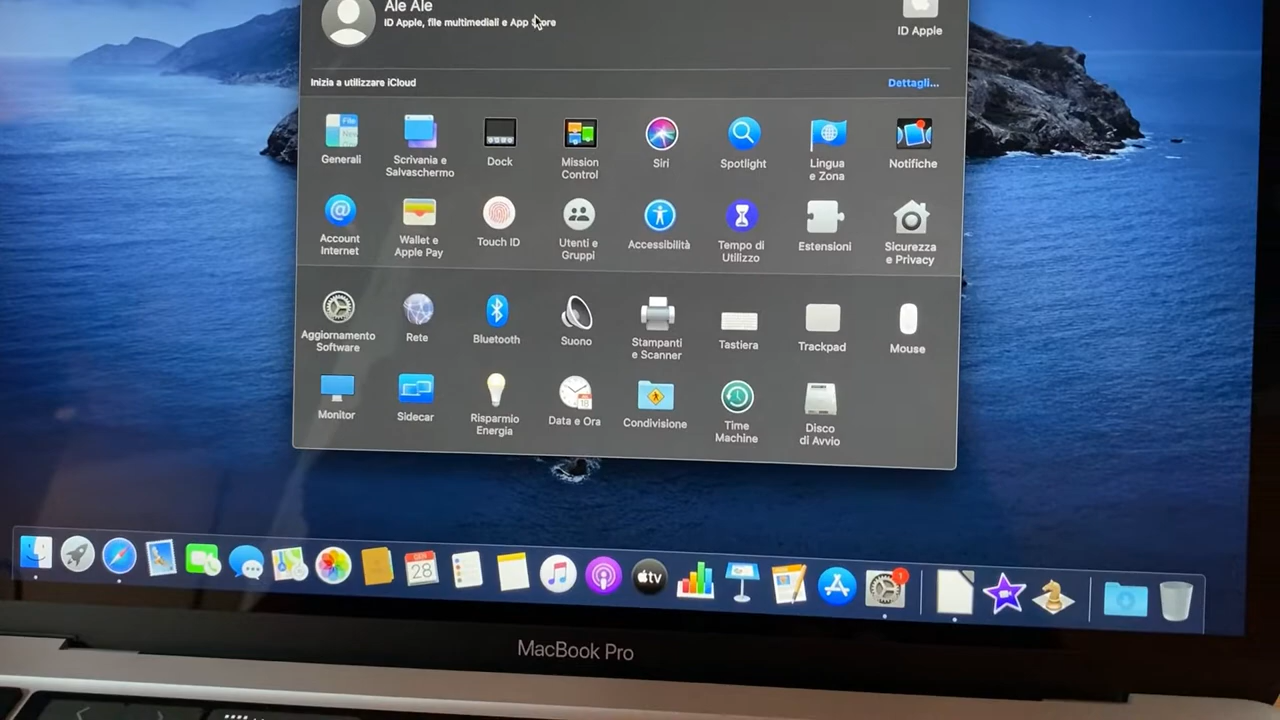 Ale Ale
ID Apple, file multimediali e App Store
ID Apple
Inizia a utilizzare iCloud
Dettagli...
Generali
Scrivania e
Salvaschermo
Dock
Mission
Control
Siri
Spotlight
Lingua
e Zona
Notifiche
Account
Internet
Wallet e
Apple Pay
Touch ID
Utenti e
Gruppi
Accessibilità
Tempo di
Utilizzo
Estensioni
Sicurezza
e Privacy
Aggiornamento
Software
Rete
Bluetooth
Suono
Stampanti
e Scanner
Tastiera
Trackpad
Mouse
Monitor
Sidecar
Risparmio
Energia
Data e Ora
Condivisione
Time
Machine
Disco
di Avvio
GEN
28
tv
1
MacBook Pro